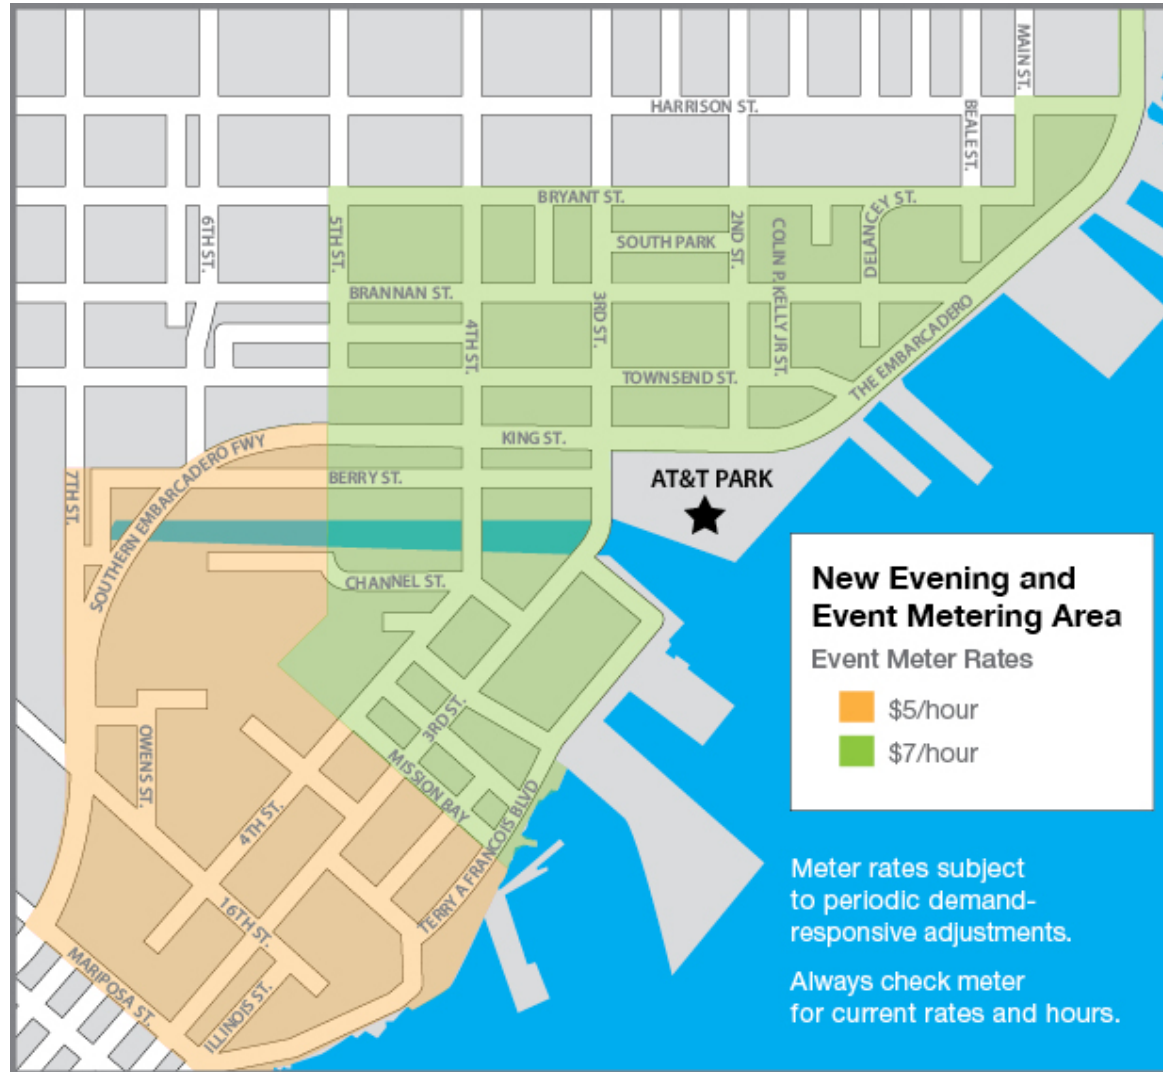 MAIN ST.
HARRISON ST.
BEALE ST.
BRYANT ST.
DELANCEY ST.
6TH ST.
5TH ST.
SOUTH PARK
2ND ST.
COLIN P. KELLY JR ST.
BRANNAN ST.
3RD ST.
4TH ST.
THE EMBARCADERO
TOWNSEND ST.
KING ST.
SOUTHERN EMBARCADERO FWY
7TH ST.
BERRY ST.
AT&T PARK
CHANNEL ST.
New Evening and
Event Metering Area
Event Meter Rates
$5/hour
$7/hour
3RD ST.
OWENS ST.
MISSION BAY
4TH ST.
TERRY A FRANCOIS BLVD
16TH ST.
MARIPOSA ST.
ILLINOIS ST.
Meter rates subject
to periodic demand-
responsive adjustments.
Always check meter
for current rates and hours.